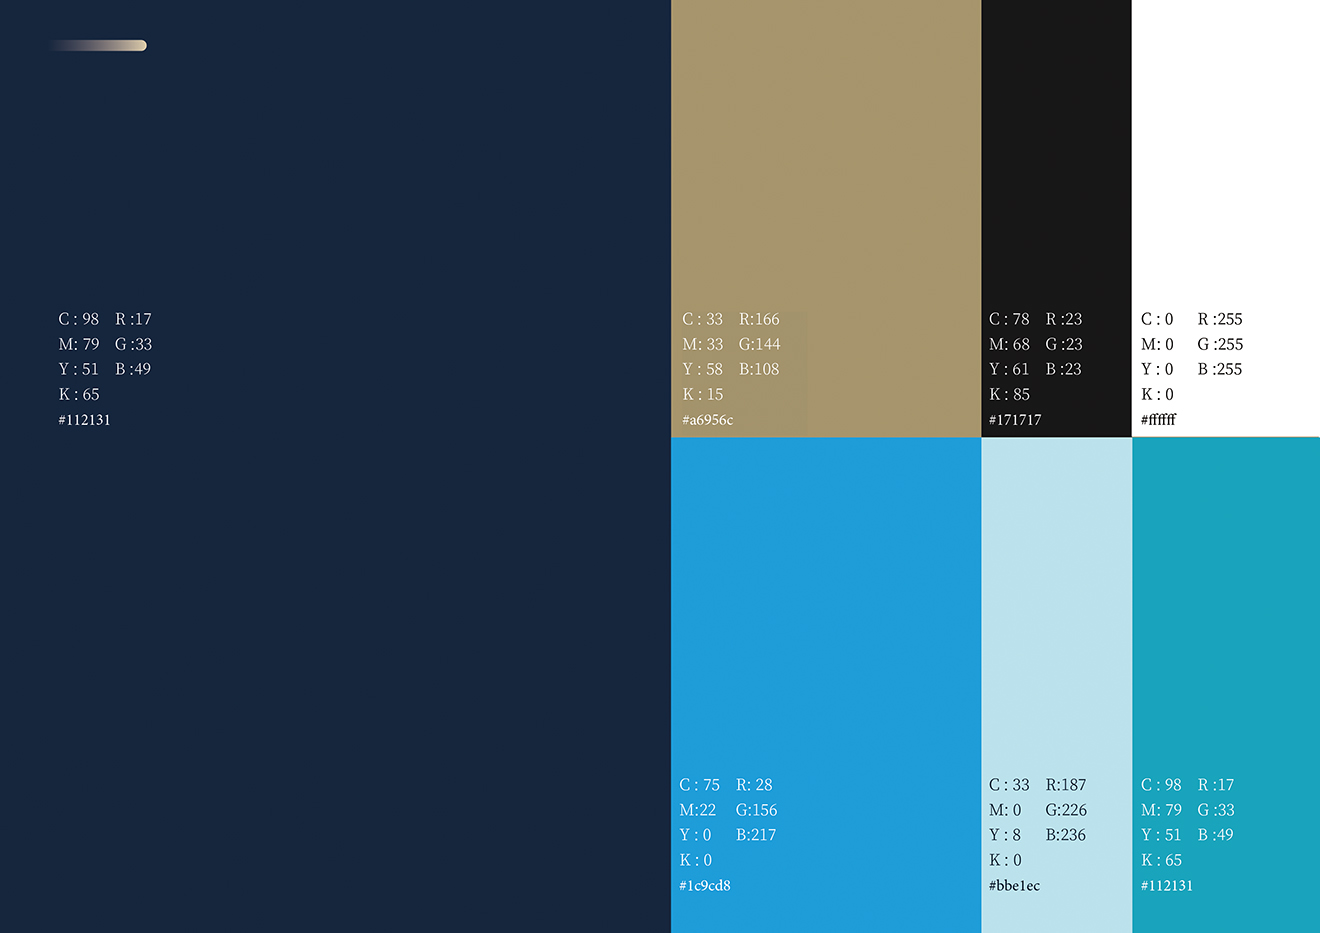 C : 98 R :17
M: 79 G :33
Y : 51 B :49
K : 65
#112131
C : 33 R:166
M: 33 G:144
Y : 58 B:108
K : 15
#a6956c
C : 78 R :23
M: 68 G :23
Y : 61 B :23
K : 85
#171717
C : 0 R :255
M: 0 G :255
Y : 0 B :255
K : 0
#ffffff
C : 75 R: 28
M:22 G:156
Y : 0 B:217
K : 0
#1c9cd8
C : 33 R:187
M: 0 G:226
Y : 8 B:236
K : 0
#bbe1ec
C : 98 R :17
M: 79 G :33
Y : 51 B :49
K : 65
#112131